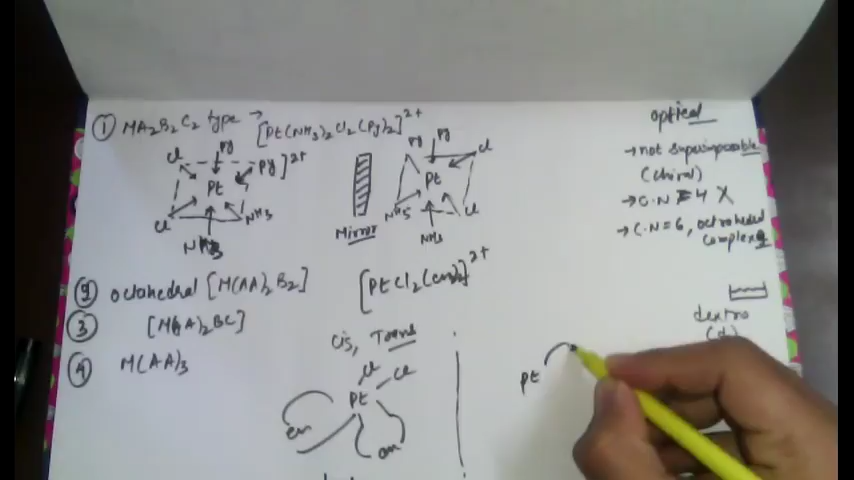 ① MA2B2C2 type → [Pt(NH3)2Cl2(Py)2]2+
Py
Cl Py]2+
Pt
Cl NH3
NH3
Mirror
Py Py Cl
Pt
NH3 Cl
NH3
optical
→ not superimposable
(chiral)
→ C.N = 4 X
→ C.N = 6, octahedral
complexes
② octahedral [M(AA)2B2] [PtCl2(en)2]2+
③ [M(AA)2BC]
④ M(AA)3
cis, Trans
Cl
Pt Cl
en
en
Pt
dextro
(d)